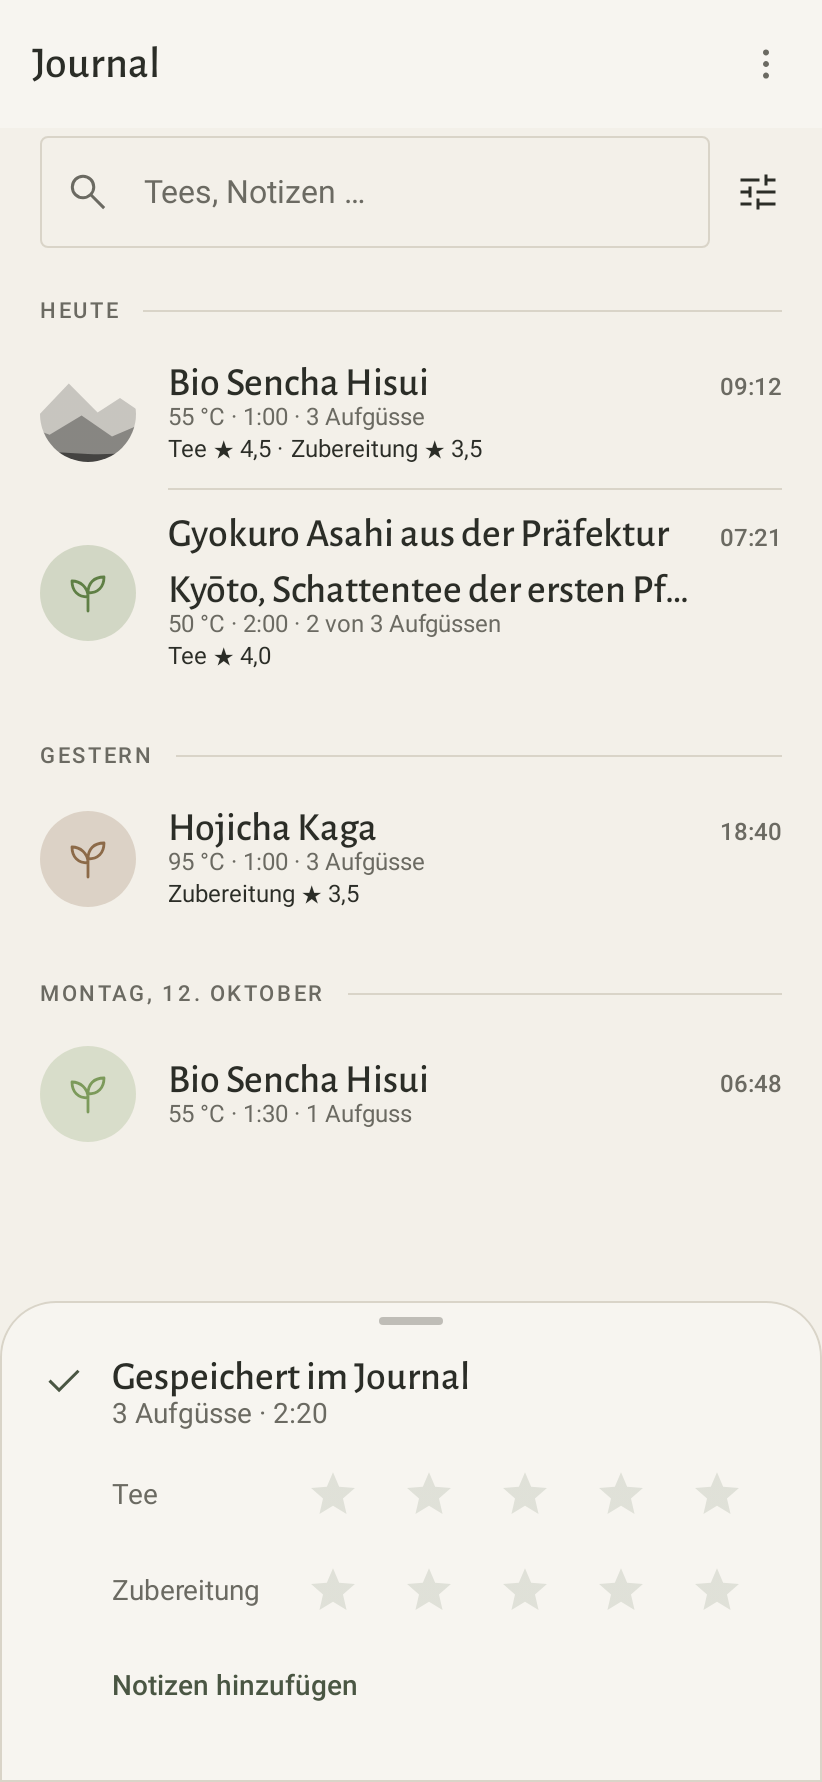 Journal
Tees, Notizen ...
HEUTE
Bio Sencha Hisui
09:12
55 °C · 1:00 · 3 Aufgüsse
Tee ★ 4,5 · Zubereitung ★ 3,5
Gyokuro Asahi aus der Präfektur
07:21
Kyōto, Schattentee der ersten Pf...
50 °C · 2:00 · 2 von 3 Aufgüssen
Tee ★ 4,0
GESTERN
Hojicha Kaga
18:40
95 °C · 1:00 · 3 Aufgüsse
Zubereitung ★ 3,5
MONTAG, 12. OKTOBER
Bio Sencha Hisui
06:48
55 °C · 1:30 · 1 Aufguss
Gespeichert im Journal
3 Aufgüsse · 2:20
Tee
Zubereitung
Notizen hinzufügen